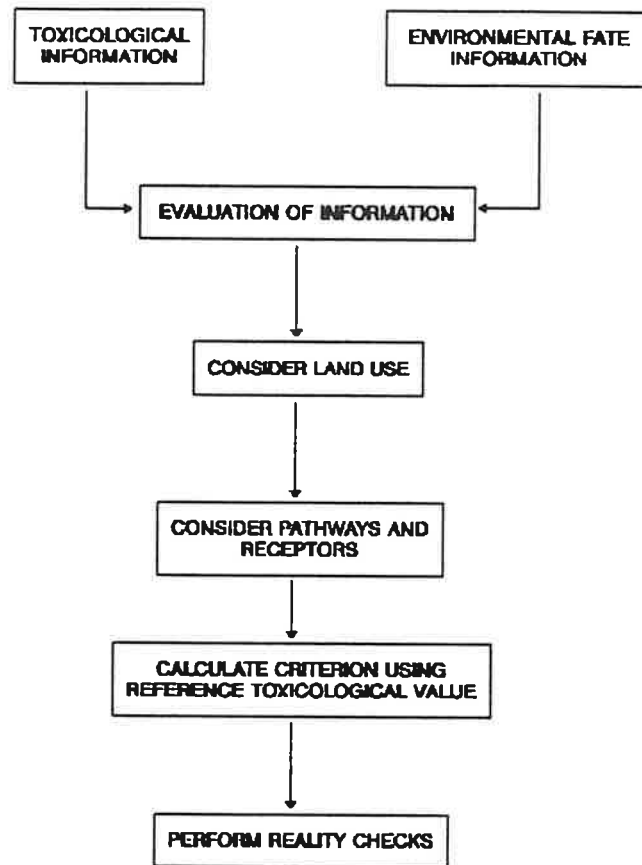 TOXICOLOGICAL
INFORMATION
ENVIRONMENTAL FATE
INFORMATION
EVALUATION OF INFORMATION
CONSIDER LAND USE
CONSIDER PATHWAYS AND
RECEPTORS
CALCULATE CRITERION USING
REFERENCE TOXICOLOGICAL VALUE
PERFORM REALITY CHECKS